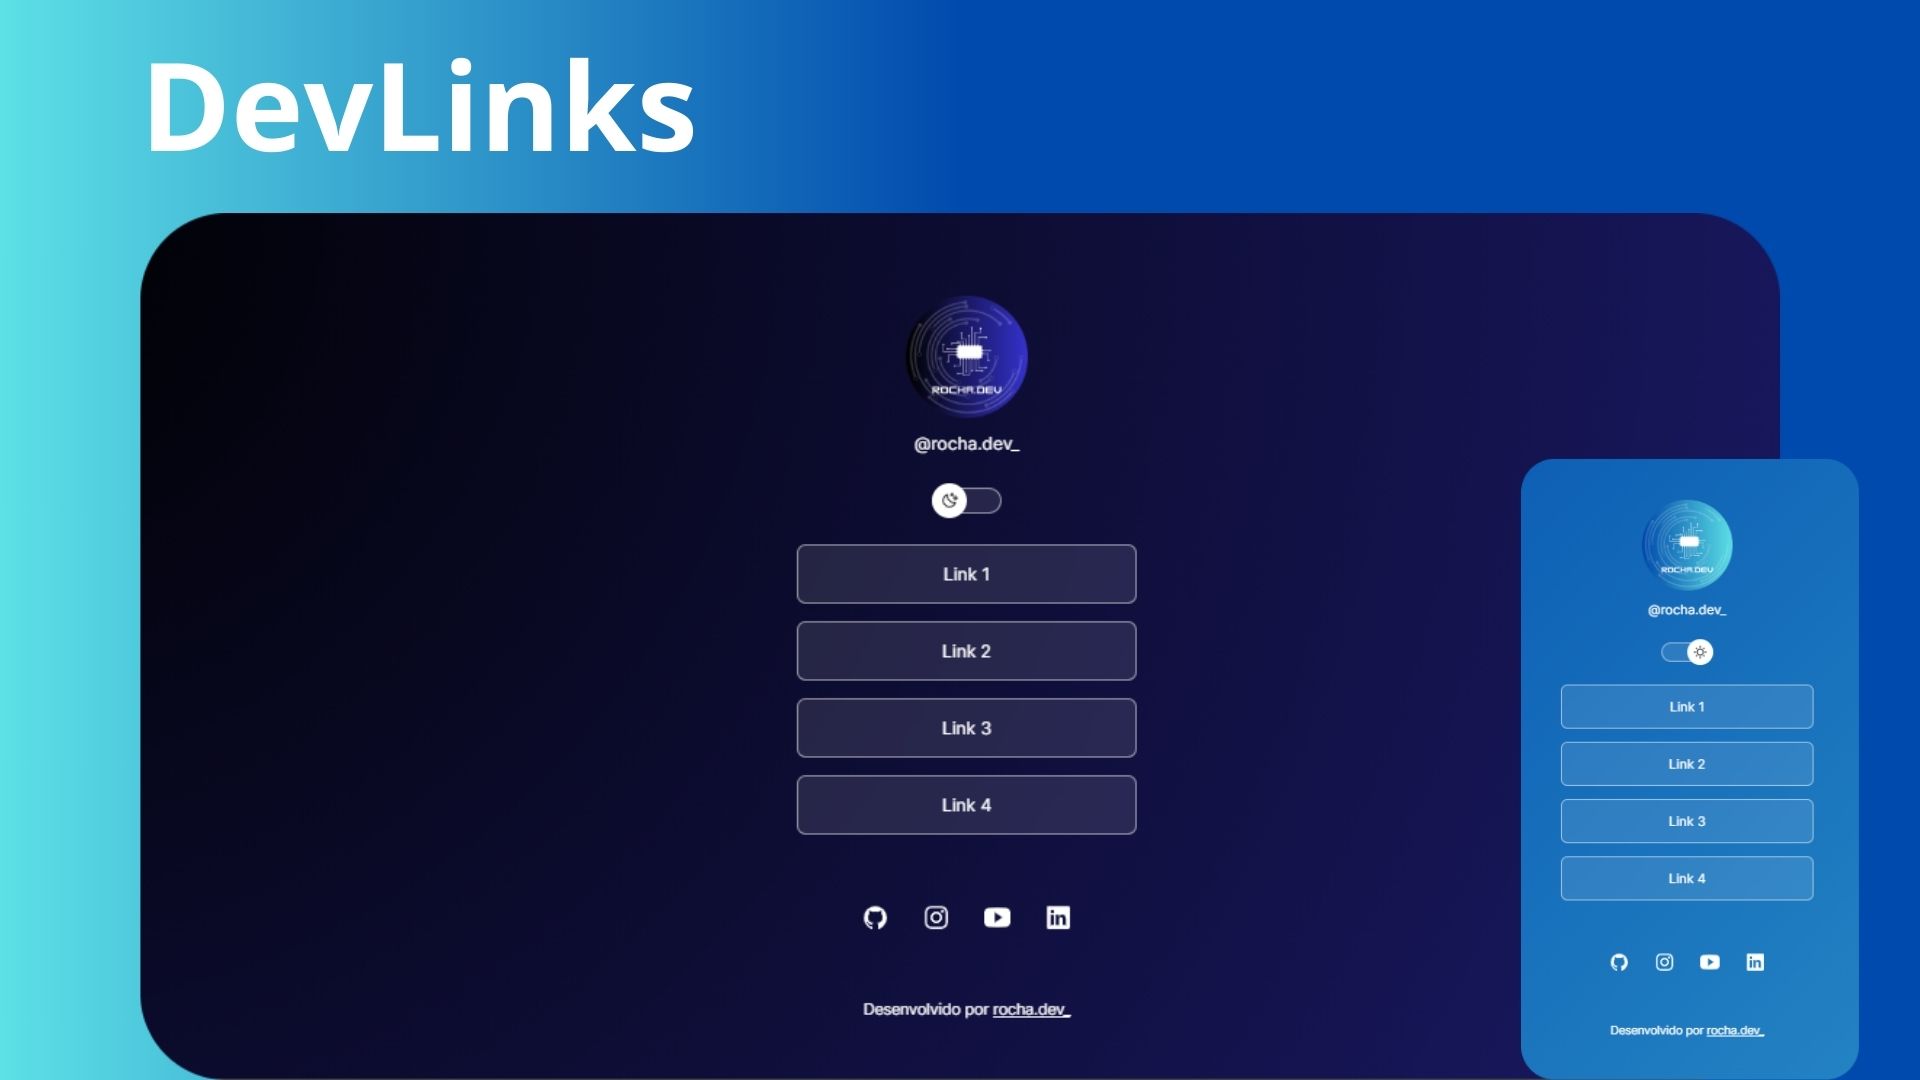 DevLinks
ROCHA.DEV
@rocha.dev_
Link 1
Link 2
Link 3
Link 4
Desenvolvido por rocha.dev_
ROCHA.DEV
@rocha.dev_
Link 1
Link 2
Link 3
Link 4
Desenvolvido por rocha.dev_